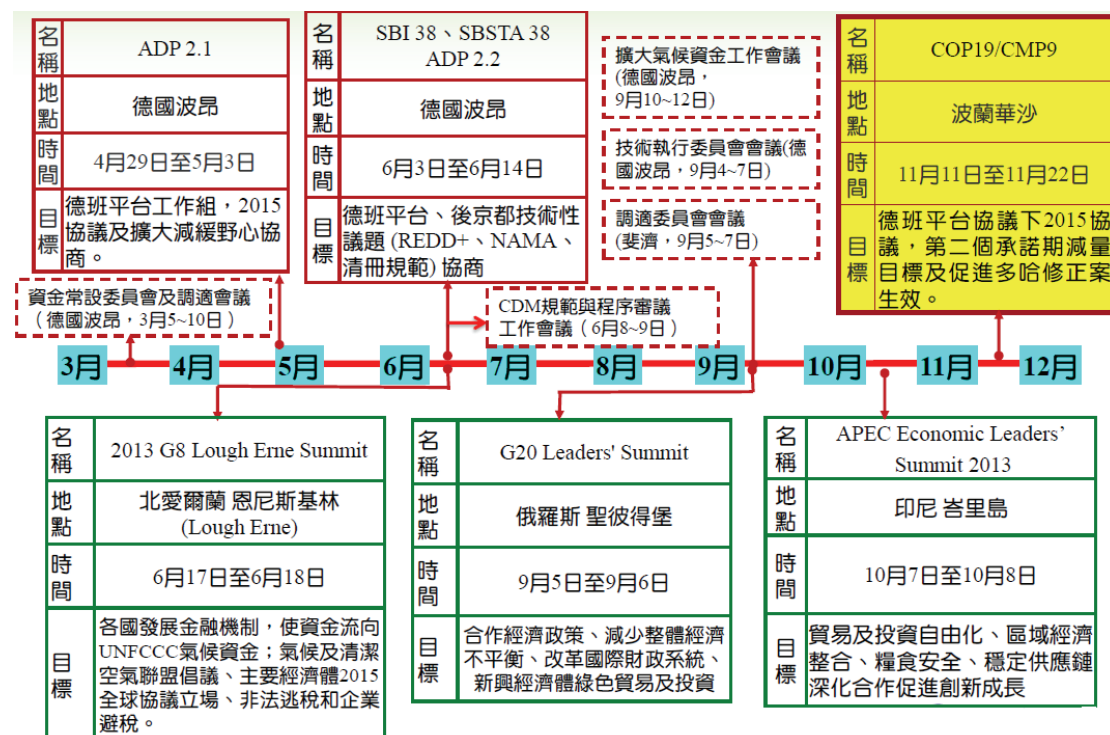 名稱
ADP 2.1
地點
德國波昂
時間
4月29日至5月3日
目標
德班平台工作組，2015
協議及擴大減緩野心協
商。
名稱
SBI 38、SBSTA 38
ADP 2.2
地點
德國波昂
時間
6月3日至6月14日
目標
德班平台、後京都技術性
議題 (REDD+、NAMA、
清冊規範) 協商
擴大氣候資金工作會議
(德國波昂，
9月10~12日)
技術執行委員會會議(德
國波昂，9月4~7日)
調適委員會會議
(斐濟，9月5~7日)
名稱
COP19/CMP9
地點
波蘭華沙
時間
11月11日至11月22日
目標
德班平台協議下2015協
議，第二個承諾期減量
目標及促進多哈修正案
生效。
資金常設委員會及調適會議
（德國波昂，3月5~10日）
CDM規範與程序審議
工作會議（6月8~9日）
3月 4月 5月 6月 7月 8月 9月 10月 11月 12月
名稱
2013 G8 Lough Erne Summit
地點
北愛爾蘭 恩尼斯基林
(Lough Erne)
時間
6月17日至6月18日
目標
各國發展金融機制，使資金流向
UNFCCC氣候資金；氣候及清潔
空氣聯盟倡議、主要經濟體2015
全球協議立場、非法逃稅和企業
避稅。
名稱
G20 Leaders' Summit
地點
俄羅斯 聖彼得堡
時間
9月5日至9月6日
目標
合作經濟政策、減少整體經濟
不平衡、改革國際財政系統、
新興經濟體綠色貿易及投資
名稱
APEC Economic Leaders’
Summit 2013
地點
印尼 峇里島
時間
10月7日至10月8日
目標
貿易及投資自由化、區域經濟
整合、糧食安全、穩定供應鏈
深化合作促進創新成長